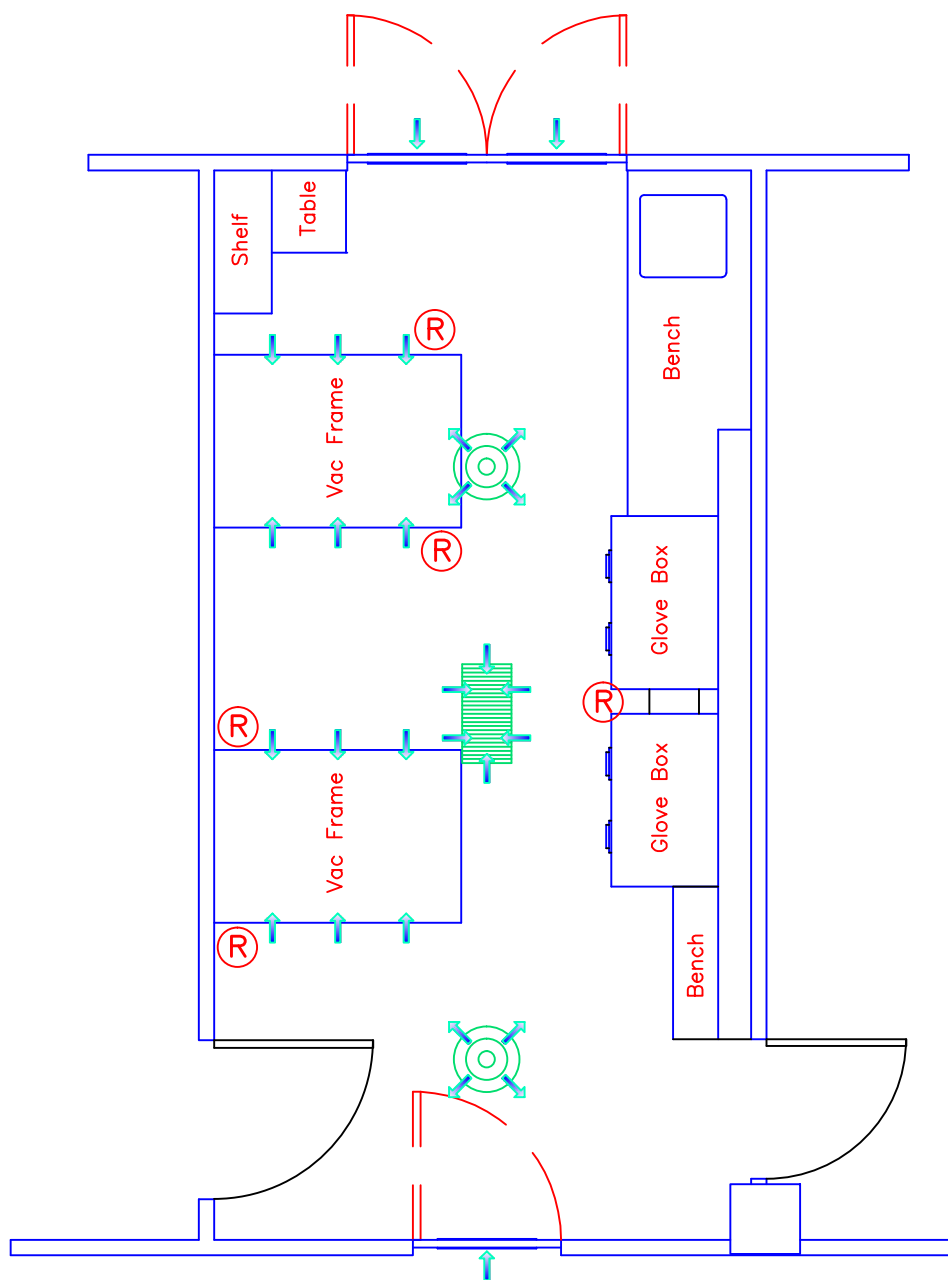 Table
Shelf
R
Bench
Vac Frame
R
Glove Box
R
R
Glove Box
Vac Frame
R
Bench